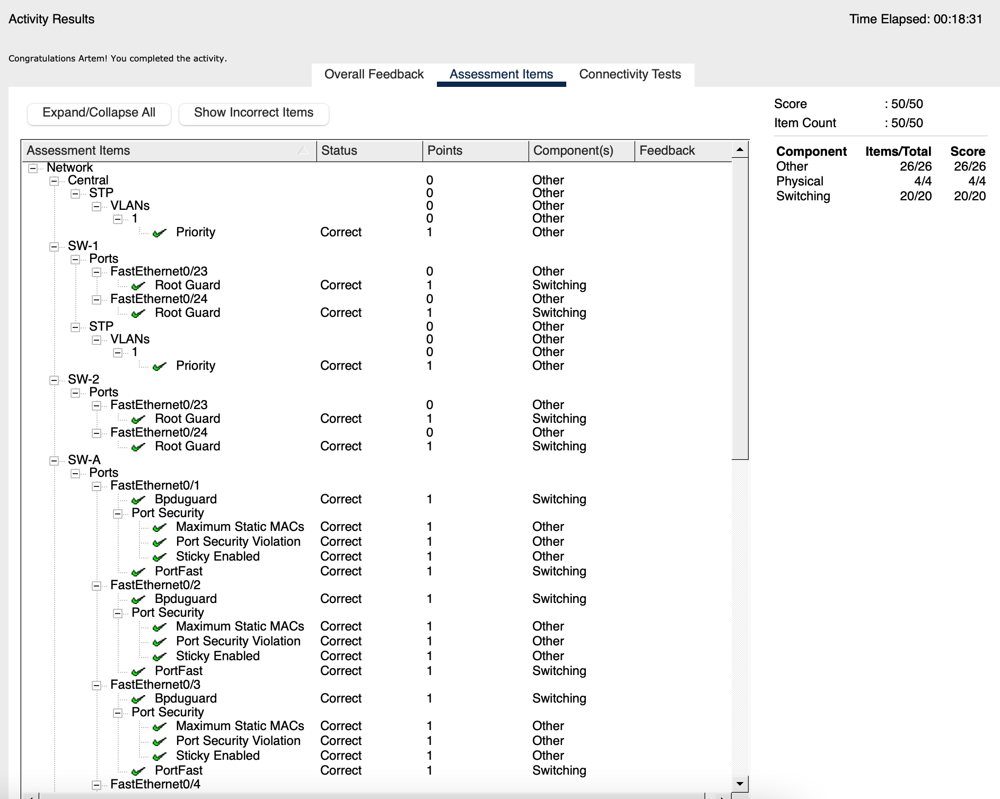 Activity Results
Time Elapsed: 00:18:31
Congratulations Artem! You completed the activity.
Overall Feedback Assessment Items Connectivity Tests
Expand/Collapse All Show Incorrect Items
Score : 50/50
Item Count : 50/50
Component Items/Total Score
Other 26/26 26/26
Physical 4/4 4/4
Switching 20/20 20/20
Assessment Items Status Points Component(s) Feedback
Network
Central 0 Other
STP 0 Other
VLANs 0 Other
1 0 Other
Priority Correct 1 Other
SW-1
Ports
FastEthernet0/23 0 Other
Root Guard Correct 1 Switching
FastEthernet0/24 0 Other
Root Guard Correct 1 Switching
STP 0 Other
VLANs 0 Other
1 0 Other
Priority Correct 1 Other
SW-2
Ports
FastEthernet0/23 0 Other
Root Guard Correct 1 Switching
FastEthernet0/24 0 Other
Root Guard Correct 1 Switching
SW-A
Ports
FastEthernet0/1
Bpduguard Correct 1 Switching
Port Security
Maximum Static MACs Correct 1 Other
Port Security Violation Correct 1 Other
Sticky Enabled Correct 1 Other
PortFast Correct 1 Switching
FastEthernet0/2
Bpduguard Correct 1 Switching
Port Security
Maximum Static MACs Correct 1 Other
Port Security Violation Correct 1 Other
Sticky Enabled Correct 1 Other
PortFast Correct 1 Switching
FastEthernet0/3
Bpduguard Correct 1 Switching
Port Security
Maximum Static MACs Correct 1 Other
Port Security Violation Correct 1 Other
Sticky Enabled Correct 1 Other
PortFast Correct 1 Switching
FastEthernet0/4